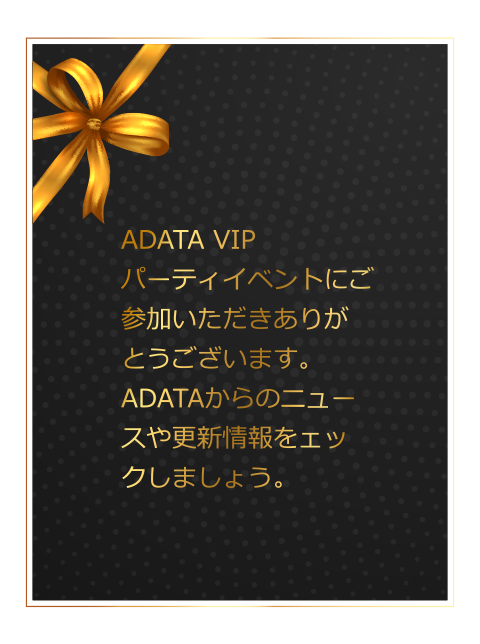 ADATA VIP
パーティイベントにご
参加いただきありが
とうございます。
ADATAからのニュー
スや更新情報をェッ
クしましょう。